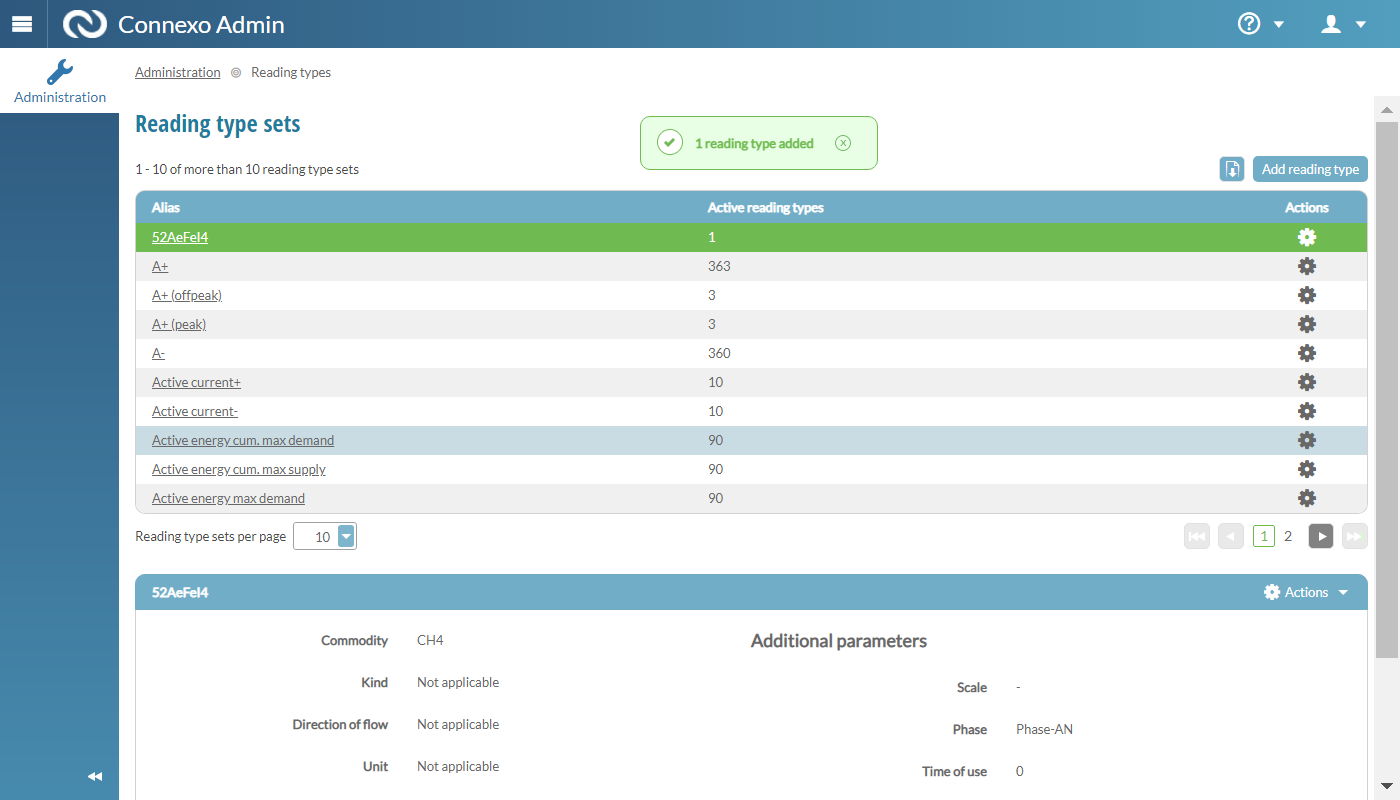 Connexo Admin
Administration
Administration Reading types
Reading type sets
1 reading type added
1 - 10 of more than 10 reading type sets
Add reading type
Alias Active reading types Actions
52AeFeI4 1
A+ 363
A+ (offpeak) 3
A+ (peak) 3
A- 360
Active current+ 10
Active current- 10
Active energy cum. max demand 90
Active energy cum. max supply 90
Active energy max demand 90
Reading type sets per page 10
1 2
52AeFeI4 Actions
Commodity CH4
Kind Not applicable
Direction of flow Not applicable
Unit Not applicable
Additional parameters
Scale -
Phase Phase-AN
Time of use 0